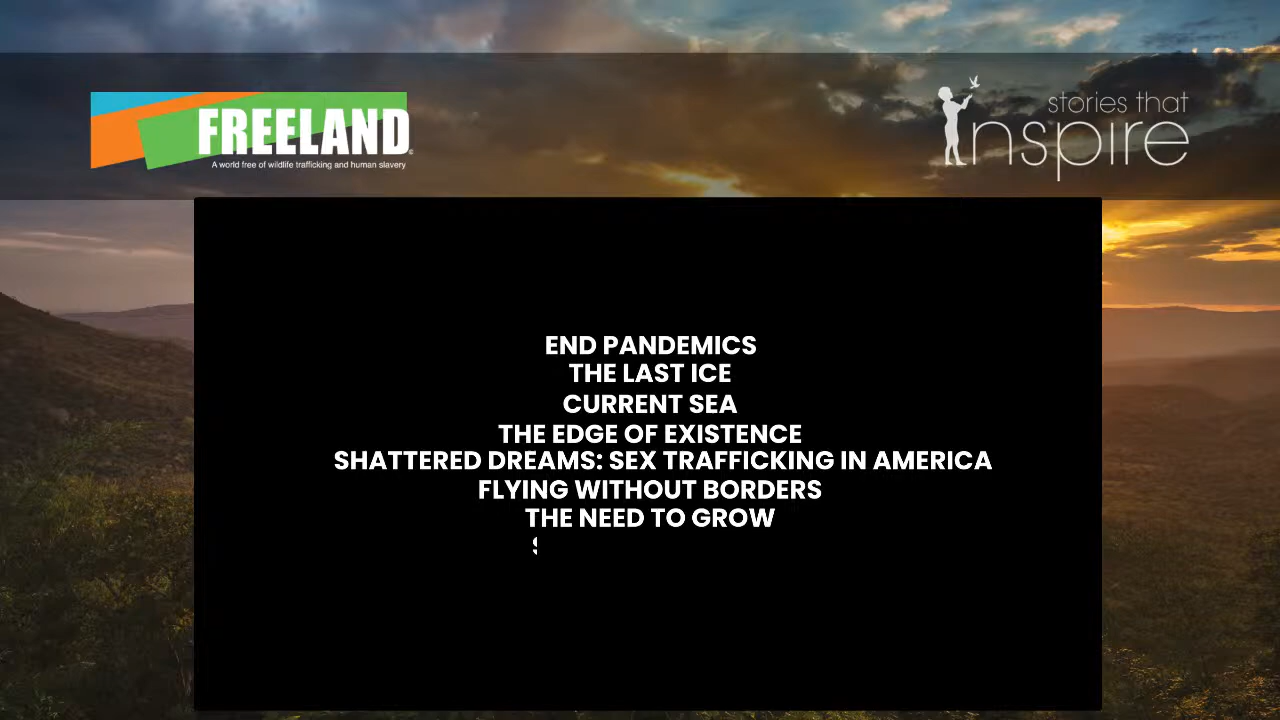 FREELAND
A world free of wildlife trafficking and human slavery
stories that
inspire
END PANDEMICS
THE LAST ICE
CURRENT SEA
THE EDGE OF EXISTENCE
SHATTERED DREAMS: SEX TRAFFICKING IN AMERICA
FLYING WITHOUT BORDERS
THE NEED TO GROW